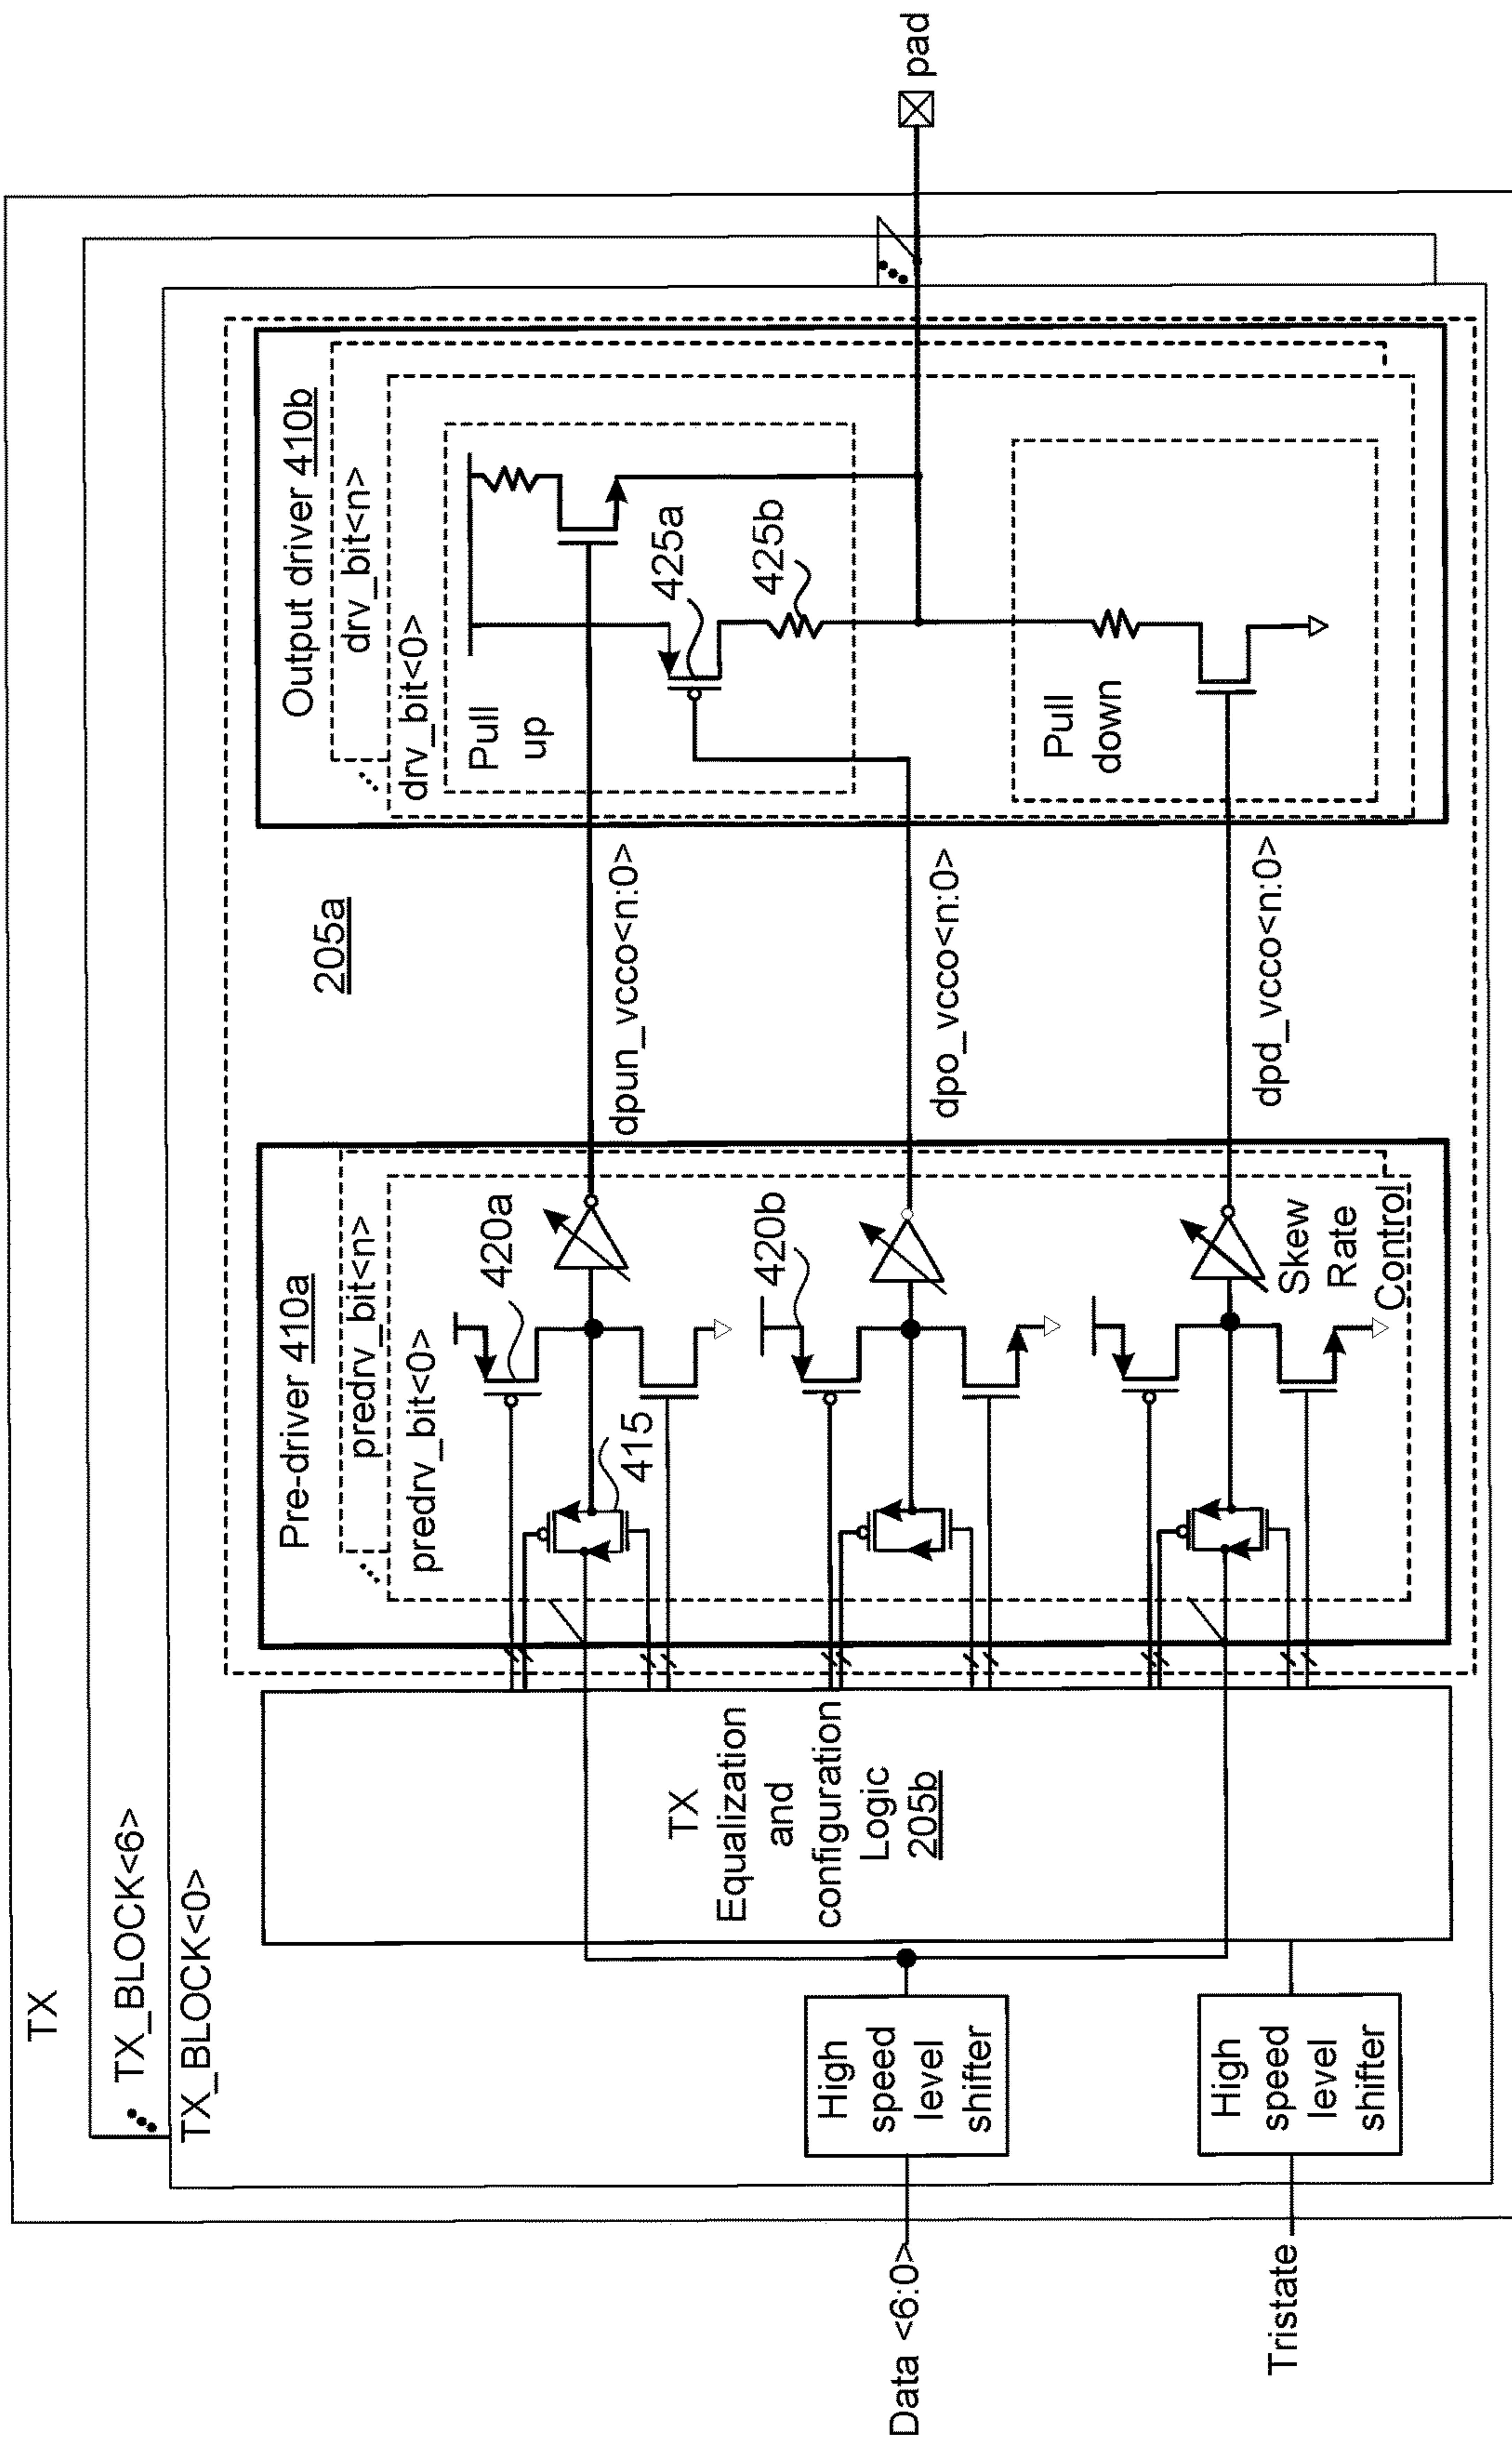 TX
TX_BLOCK<6>
TX_BLOCK<0>
Data <6:0>
High
speed
level
shifter
Tristate
High
speed
level
shifter
TX
Equalization
and
configuration
Logic
205b
Pre-driver 410a
predrv_bit<n>
predrv_bit<0>
415
420a
420b
Skew
Rate
Control
205a
dpun_vcco<n:0>
dpo_vcco<n:0>
dpd_vcco<n:0>
Output driver 410b
drv_bit<n>
drv_bit<0>
Pull
up
425a
425b
Pull
down
pad